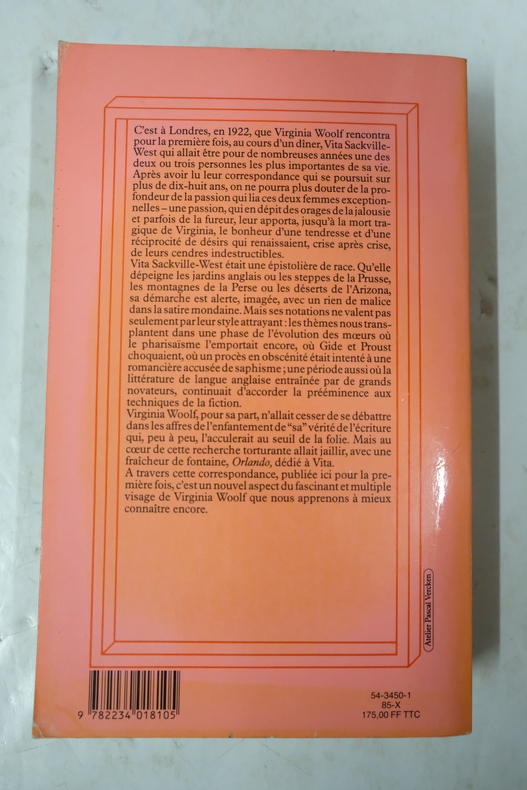 C'est à Londres, en 1922, que Virginia Woolf rencontra
pour la première fois, au cours d'un dîner, Vita Sackville-
West qui allait être pour de nombreuses années une des
deux ou trois personnes les plus importantes de sa vie.
Après avoir lu leur correspondance qui se poursuit sur
plus de dix-huit ans, on ne pourra plus douter de la pro-
fondeur de la passion qui lia ces deux femmes exception-
nelles – une passion, qui en dépit des orages de la jalousie
et parfois de la fureur, leur apporta, jusqu'à la mort tra-
gique de Virginia, le bonheur d'une tendresse et d'une
réciprocité de désirs qui renaissaient, crise après crise,
de leurs cendres indestructibles.
Vita Sackville-West était une épistolière de race. Qu'elle
dépeigne les jardins anglais ou les steppes de la Prusse,
les montagnes de la Perse ou les déserts de l'Arizona,
sa démarche est alerte, imagée, avec un rien de malice
dans la satire mondaine. Mais ses notations ne valent pas
seulement par leur style attrayant : les thèmes nous trans-
plantent dans une phase de l'évolution des mœurs où
le pharisaïsme l'emportait encore, où Gide et Proust
choquaient, où un procès en obscénité était intenté à une
romancière accusée de saphisme ; une période aussi où la
littérature de langue anglaise entraînée par de grands
novateurs, continuait d'accorder la prééminence aux
techniques de la fiction.
Virginia Woolf, pour sa part, n'allait cesser de se débattre
dans les affres de l'enfantement de "sa" vérité de l'écriture
qui, peu à peu, l'acculerait au seuil de la folie. Mais au
cœur de cette recherche torturante allait jaillir, avec une
fraîcheur de fontaine, Orlando, dédié à Vita.
A travers cette correspondance, publiée ici pour la pre-
mière fois, c'est un nouvel aspect du fascinant et multiple
visage de Virginia Woolf que nous apprenons à mieux
connaître encore.
Atelier Pascal Vercken
9 782234 018105
54-3450-1
85-X
175,00 FF TTC